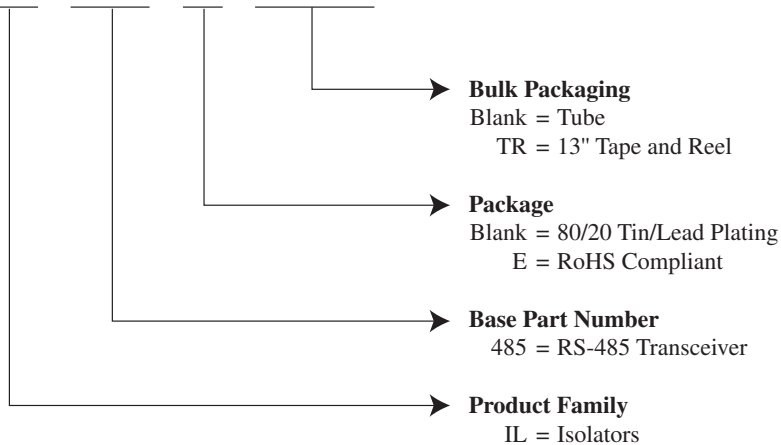 Bulk Packaging
Blank = Tube
TR = 13" Tape and Reel
Package
Blank = 80/20 Tin/Lead Plating
E = RoHS Compliant
Base Part Number
485 = RS-485 Transceiver
Product Family
IL = Isolators